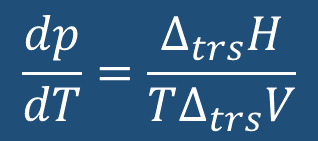 dp/dT = Δ_trs H / T Δ_trs V